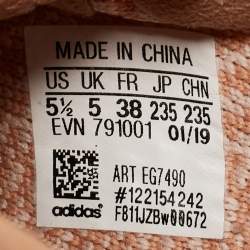 MADE IN CHINA
US UK FR JP CHN
5½ 5 38 235 235
EVN 791001 01/19
ART EG7490
#122154242
adidas F811JZBw00672